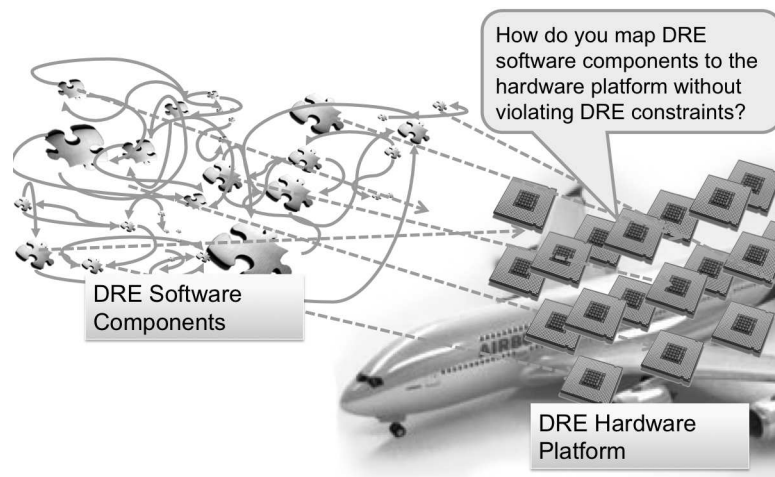 How do you map DRE
software components to the
hardware platform without
violating DRE constraints?
DRE Software
Components
AIRB
DRE Hardware
Platform